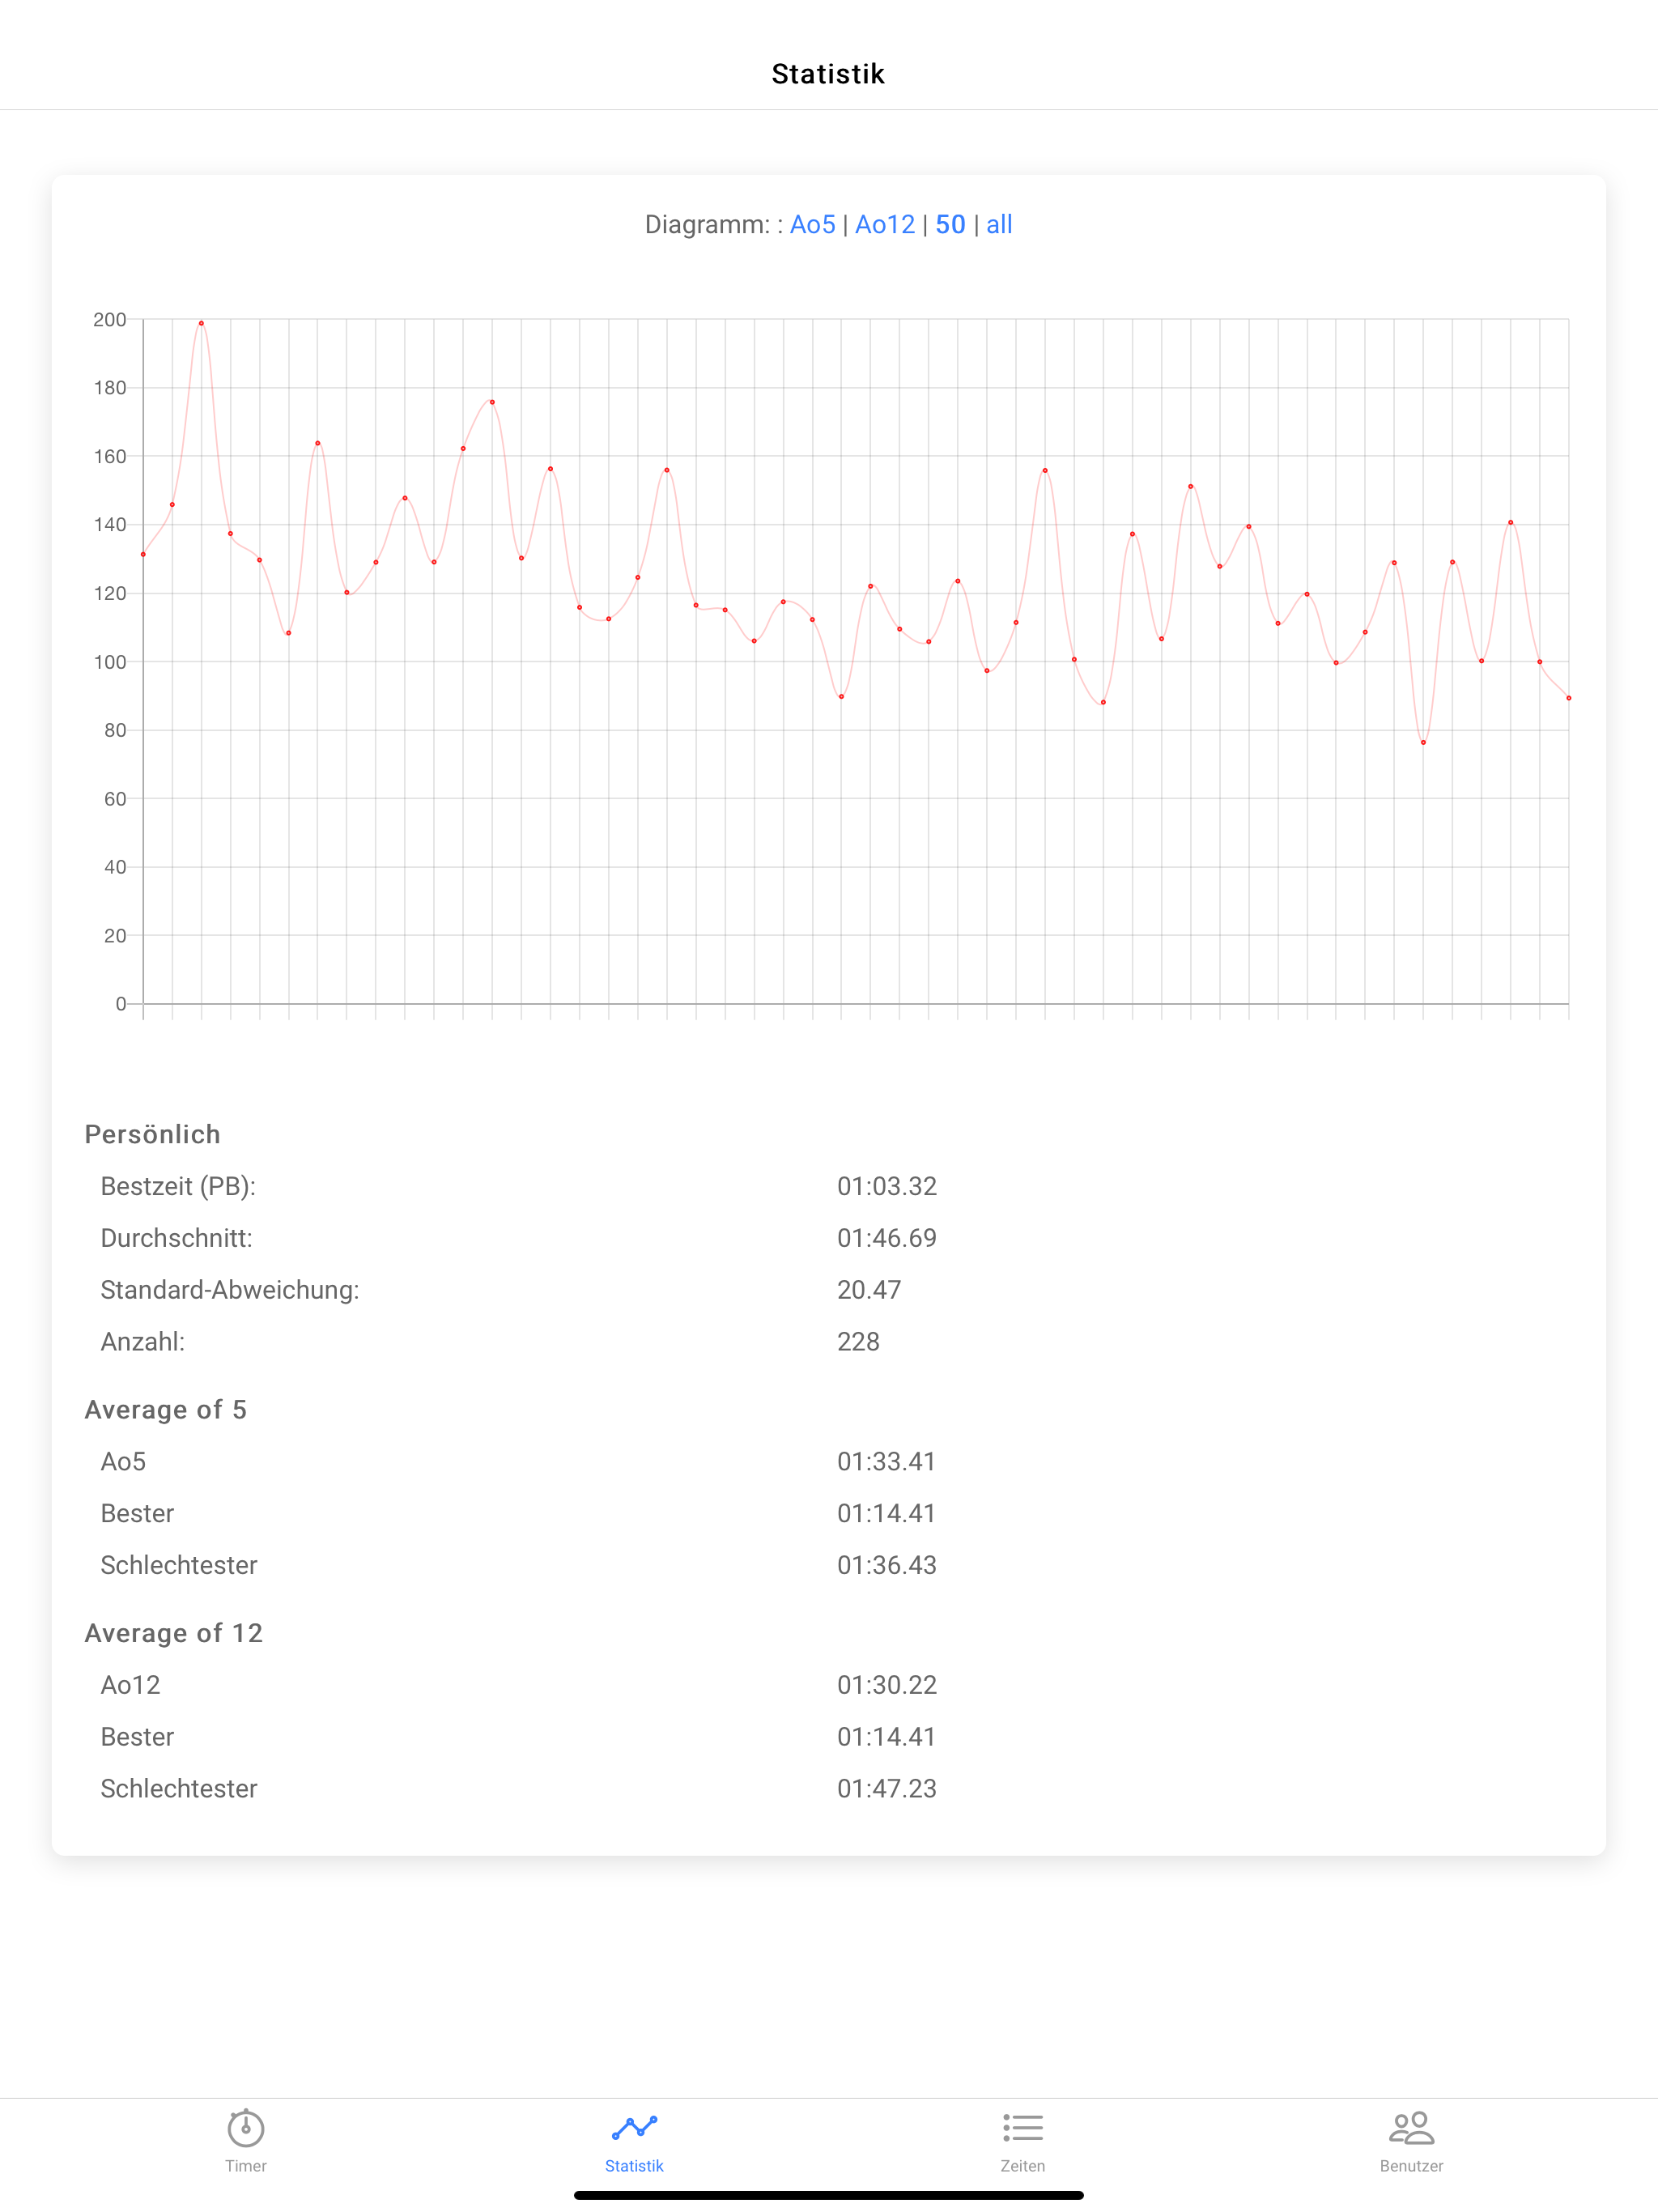 Statistik
Diagramm: : Ao5 | Ao12 | 50 | all
200
180
160
140
120
100
80
60
40
20
0
Persönlich
Bestzeit (PB): 01:03.32
Durchschnitt: 01:46.69
Standard-Abweichung: 20.47
Anzahl: 228
Average of 5
Ao5 01:33.41
Bester 01:14.41
Schlechtester 01:36.43
Average of 12
Ao12 01:30.22
Bester 01:14.41
Schlechtester 01:47.23
Timer Statistik Zeiten Benutzer